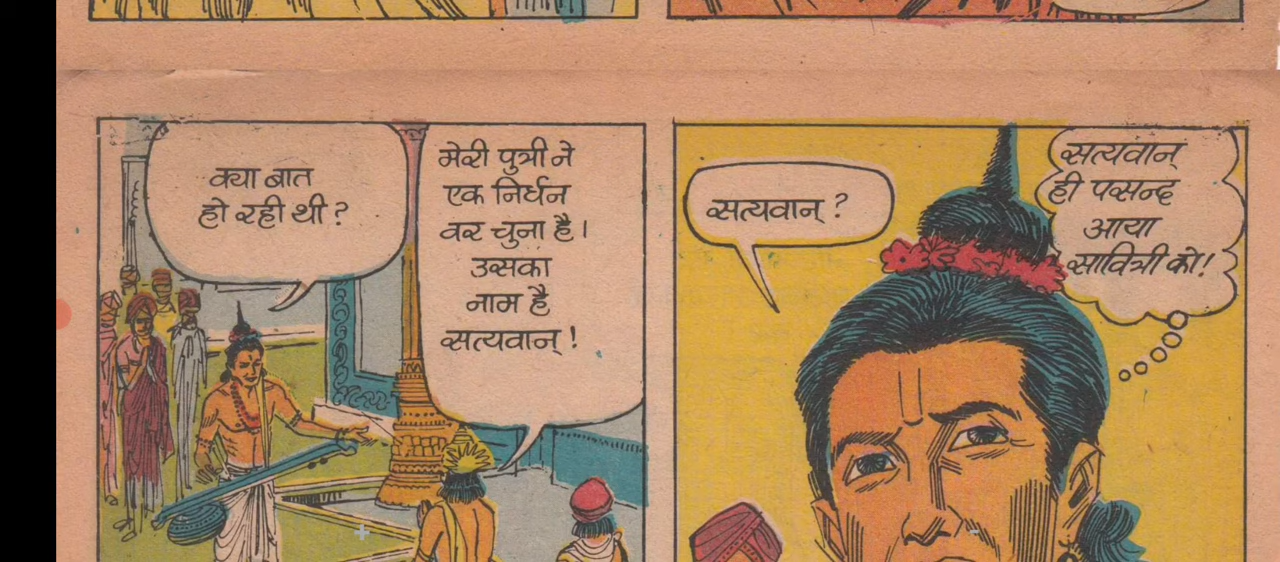 क्या बात
हो रही थी?
मेरी पुत्री ने
एक निर्धन
वर चुना है।
उसका
नाम है
सत्यवान्!
सत्यवान्?
सत्यवान्
ही पसन्द
आया
सावित्री को!